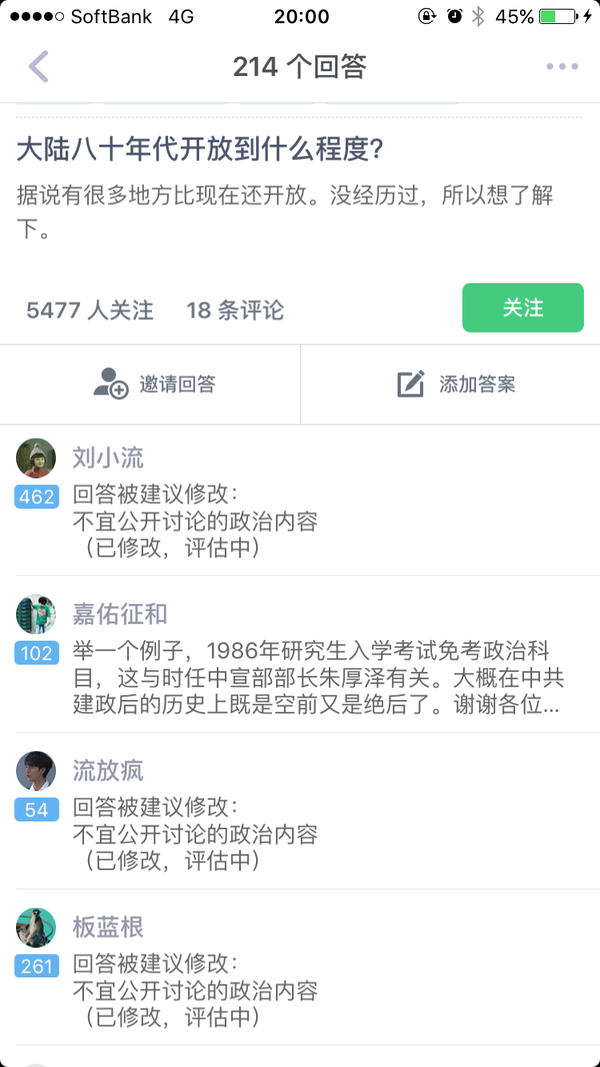 SoftBank 4G 20:00 45%
214 个回答
大陆八十年代开放到什么程度?
据说有很多地方比现在还开放。没经历过，所以想了解
下。
5477 人关注 18 条评论 关注
邀请回答 添加答案
刘小流
462 回答被建议修改：
不宜公开讨论的政治内容
（已修改，评估中）
嘉佑征和
102 举一个例子，1986年研究生入学考试免考政治科
目，这与时任中宣部部长朱厚泽有关。大概在中共
建政后的历史上既是空前又是绝后了。谢谢各位...
流放疯
54 回答被建议修改：
不宜公开讨论的政治内容
（已修改，评估中）
板蓝根
261 回答被建议修改：
不宜公开讨论的政治内容
（已修改，评估中）